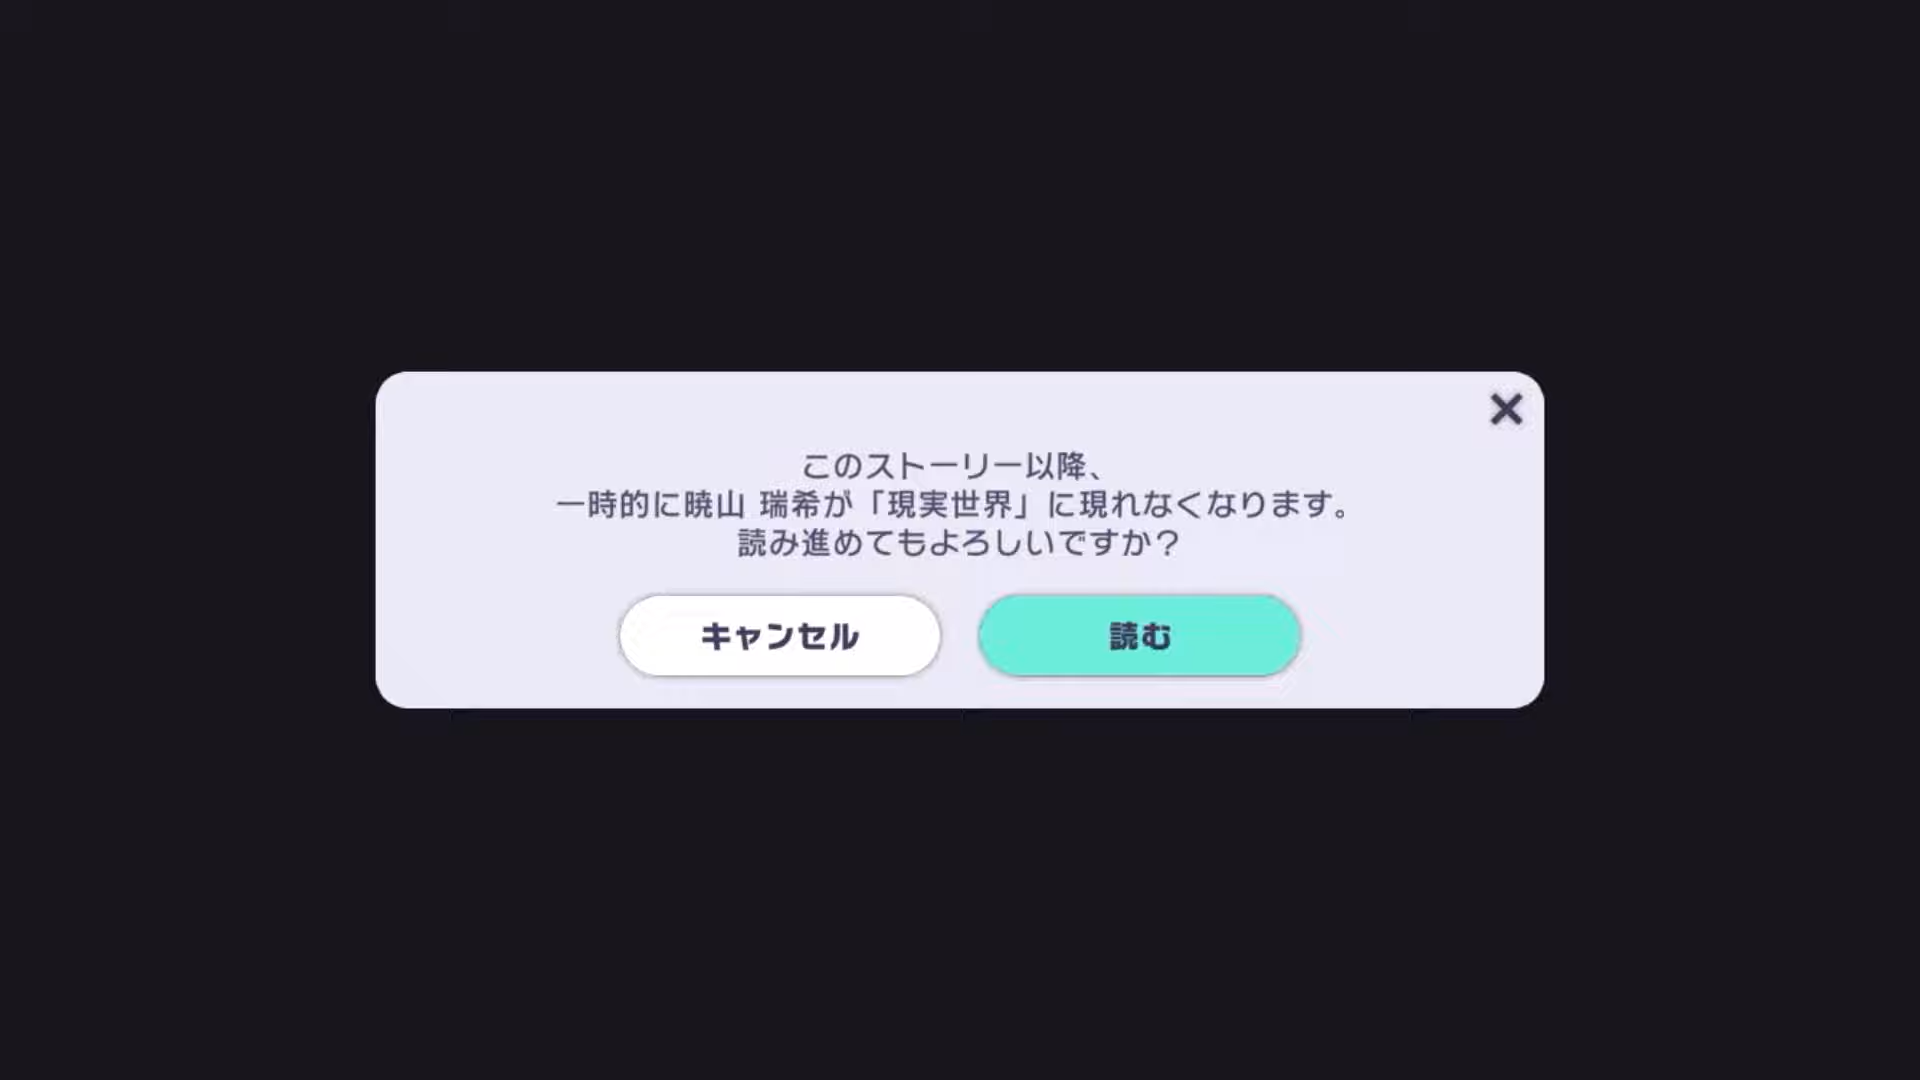 このストーリー以降、
一時的に暁山 瑞希が「現実世界」に現れなくなります。
読み進めてもよろしいですか？
キャンセル
読む